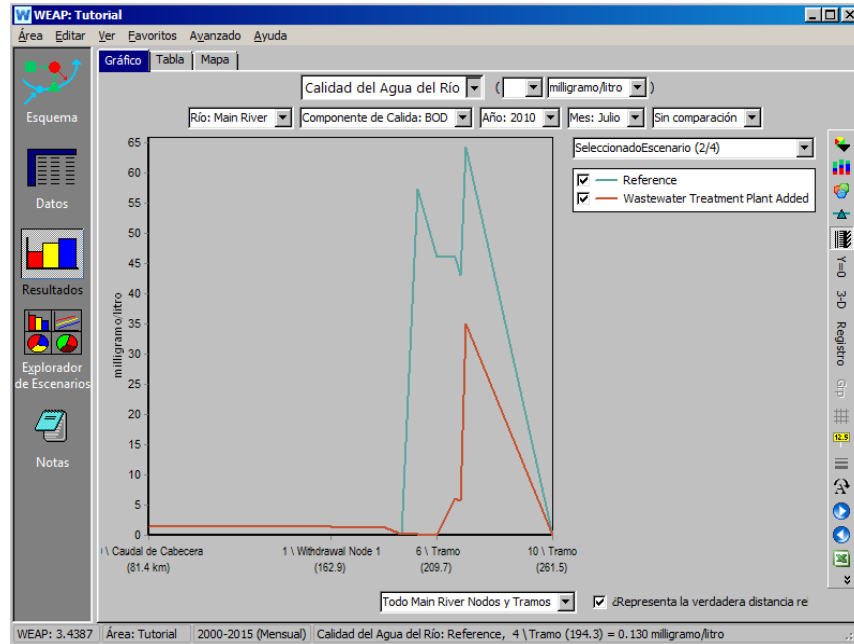 WEAP: Tutorial
Área Editar Ver Favoritos Avanzado Ayuda
Gráfico Tabla Mapa
Calidad del Agua del Río ( milligramo/litro )
Río: Main River Componente de Calida: BOD Año: 2010 Mes: Julio Sin comparación
SeleccionadoEscenario (2/4)
Reference
Wastewater Treatment Plant Added
Esquema
Datos
Resultados
Explorador
de Escenarios
Notas
milligramo/litro
65
60
55
50
45
40
35
30
25
20
15
10
5
0
\ Caudal de Cabecera 1 \ Withdrawal Node 1 6 \ Tramo 10 \ Tramo
(81.4 km) (162.9) (209.7) (261.5)
Y=0
3-D
Registro
Grp
12.5
Todo Main River Nodos y Tramos ¿Representa la verdadera distancia re
WEAP: 3.4387 Área: Tutorial 2000-2015 (Mensual) Calidad del Agua del Río: Reference, 4 \ Tramo (194.3) = 0.130 milligramo/litro